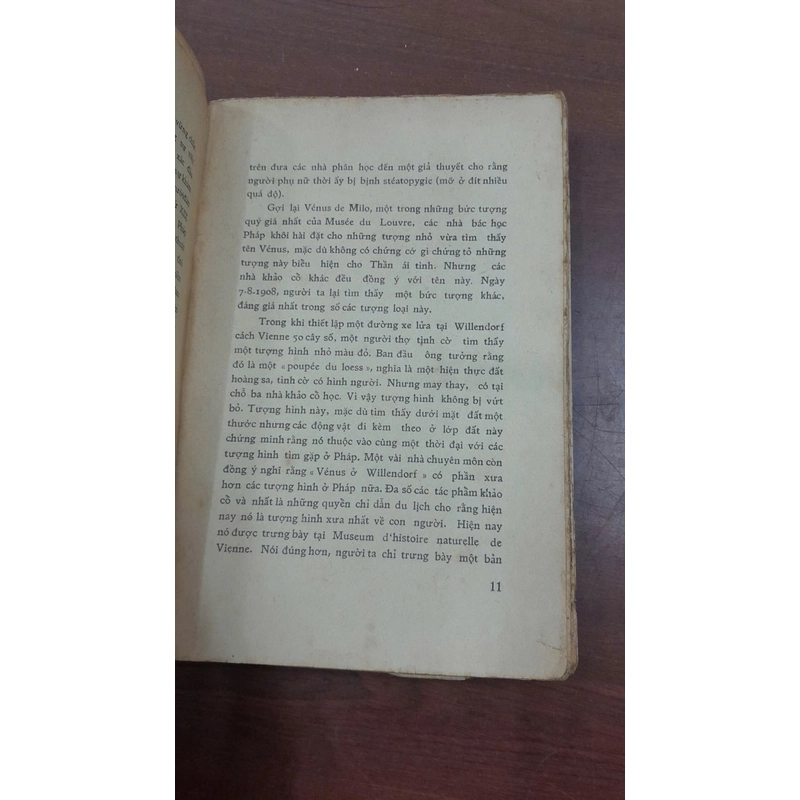 trên đưa các nhà phân học đến một giả thuyết cho rằng
người phụ nữ thời ấy bị bịnh stéatopygie (mỡ ở đít nhiều
quá độ).
Gợi lại Vénus de Milo, một trong những bức tượng
quý giá nhất của Musée du Louvre, các nhà bác học
Pháp khôi hài đặt cho những tượng nhỏ vừa tìm thấy
tên Vénus, mặc dù không có chứng cớ gì chứng tỏ những
tượng này biểu hiện cho Thần ái tình. Nhưng các
nhà khảo cổ khác đều đồng ý với tên này. Ngày
7-8-1908, người ta lại tìm thấy một bức tượng khác,
đáng giá nhất trong số các tượng loại này.
Trong khi thiết lập một đường xe lửa tại Willendorf
cách Vienne 50 cây số, một người thợ tịnh cờ tìm thấy
một tượng hình nhỏ màu đỏ. Ban đầu ông tưởng rằng
đó là một «poupée du loess», nghĩa là một hiện thực đất
hoàng sa, tình cờ có hình người. Nhưng may thay, có tại
chỗ ba nhà khảo cổ học. Vì vậy tượng hình không bị vứt
bỏ. Tượng hình này, mặc dù tìm thấy dưới mặt đất một
thước nhưng các động vật đi kèm theo ở lớp đất này
chứng minh rằng nó thuộc vào cùng một thời đại với các
tượng hình tìm gặp ở Pháp. Một vài nhà chuyên môn còn
đồng ý nghĩ rằng «Vénus ở Willendorf» có phần xưa
hơn các tượng hình ở Pháp nữa. Đa số các tác phẩm khảo
cổ và nhất là những quyển chỉ dẫn du lịch cho rằng hiện
nay nó là tượng hình xưa nhất về con người. Hiện nay
nó được trưng bày tại Museum d'histoire naturelle de
Vienne. Nói đúng hơn, người ta chỉ trưng bày một bản
11